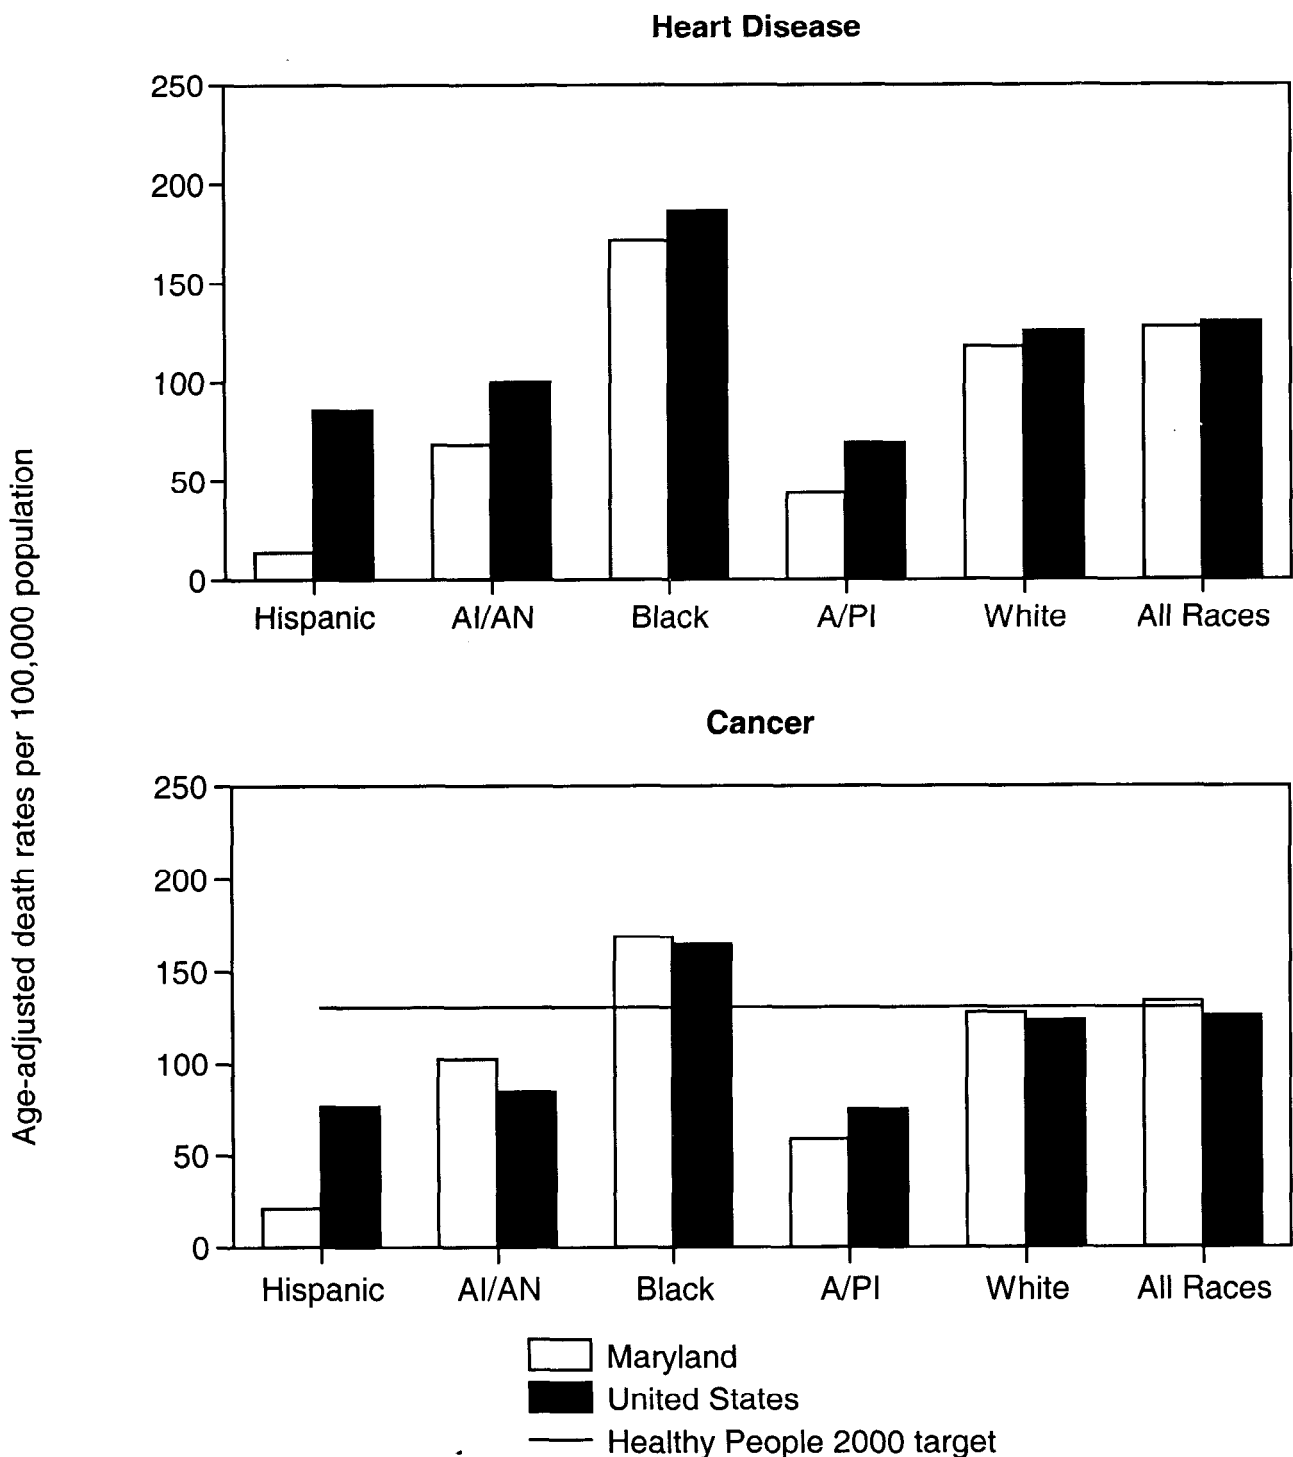 Heart Disease
250
200
150
100
50
0
Hispanic AI/AN Black A/PI White All Races
Age-adjusted death rates per 100,000 population
Cancer
250
200
150
100
50
0
Hispanic AI/AN Black A/PI White All Races
Maryland
United States
Healthy People 2000 target